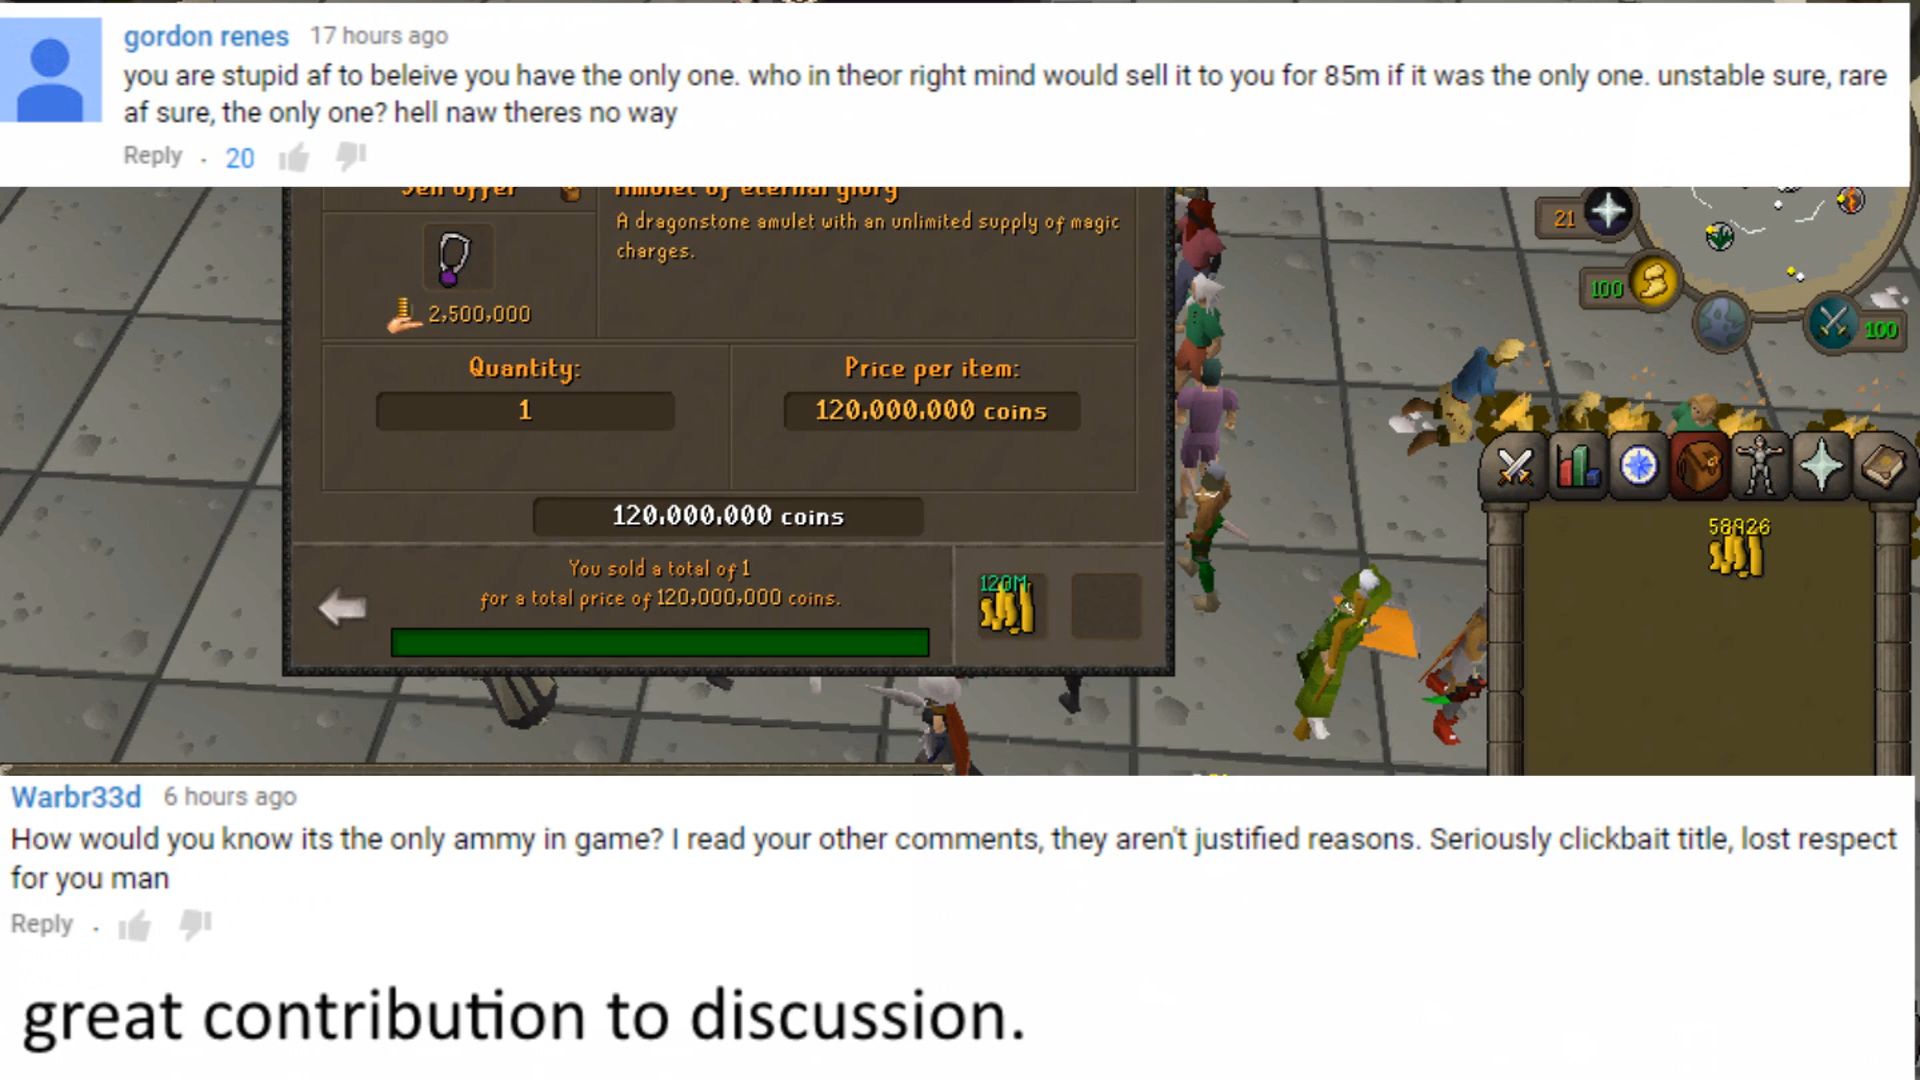 gordon renes 17 hours ago
you are stupid af to beleive you have the only one. who in theor right mind would sell it to you for 85m if it was the only one. unstable sure, rare
af sure, the only one? hell naw theres no way
Reply . 20
Sell offer
Amulet of eternal glory
A dragonstone amulet with an unlimited supply of magic
charges.
2,500,000
Quantity:
1
Price per item:
120,000,000 coins
120,000,000 coins
You sold a total of 1
for a total price of 120,000,000 coins.
120M
21
100
100
58926
Warbr33d 6 hours ago
How would you know its the only ammy in game? I read your other comments, they aren't justified reasons. Seriously clickbait title, lost respect
for you man
Reply .
great contribution to discussion.